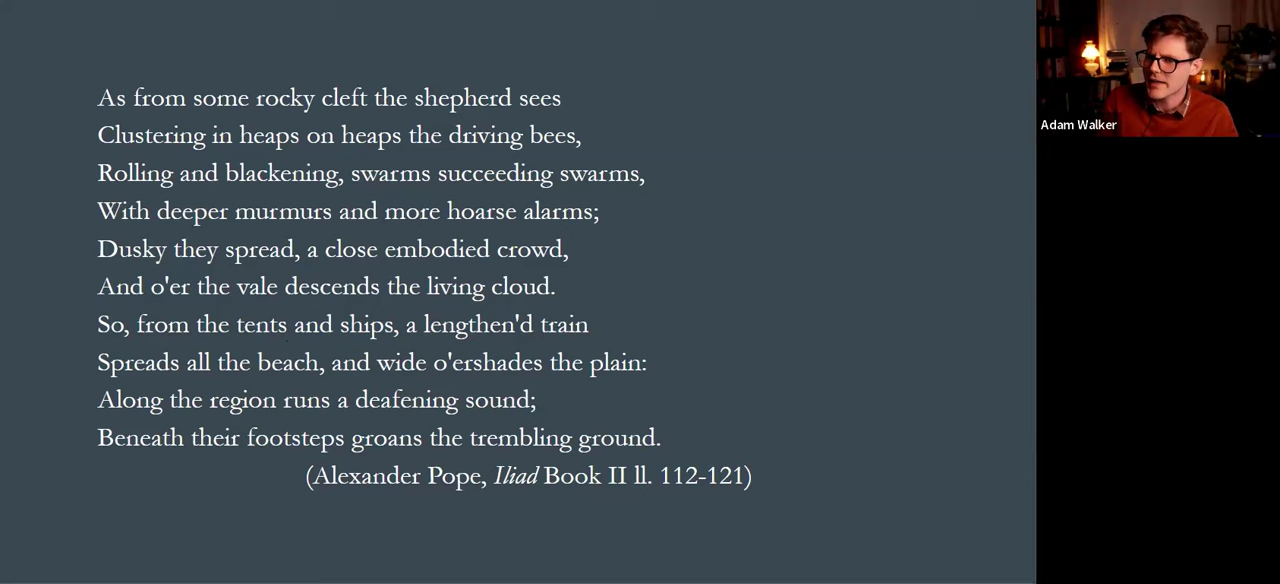 As from some rocky cleft the shepherd sees
Clustering in heaps on heaps the driving bees,
Rolling and blackening, swarms succeeding swarms,
With deeper murmurs and more hoarse alarms;
Dusky they spread, a close embodied crowd,
And o'er the vale descends the living cloud.
So, from the tents and ships, a lengthen'd train
Spreads all the beach, and wide o'ershades the plain:
Along the region runs a deafening sound;
Beneath their footsteps groans the trembling ground.
(Alexander Pope, Iliad Book II ll. 112-121)
Adam Walker